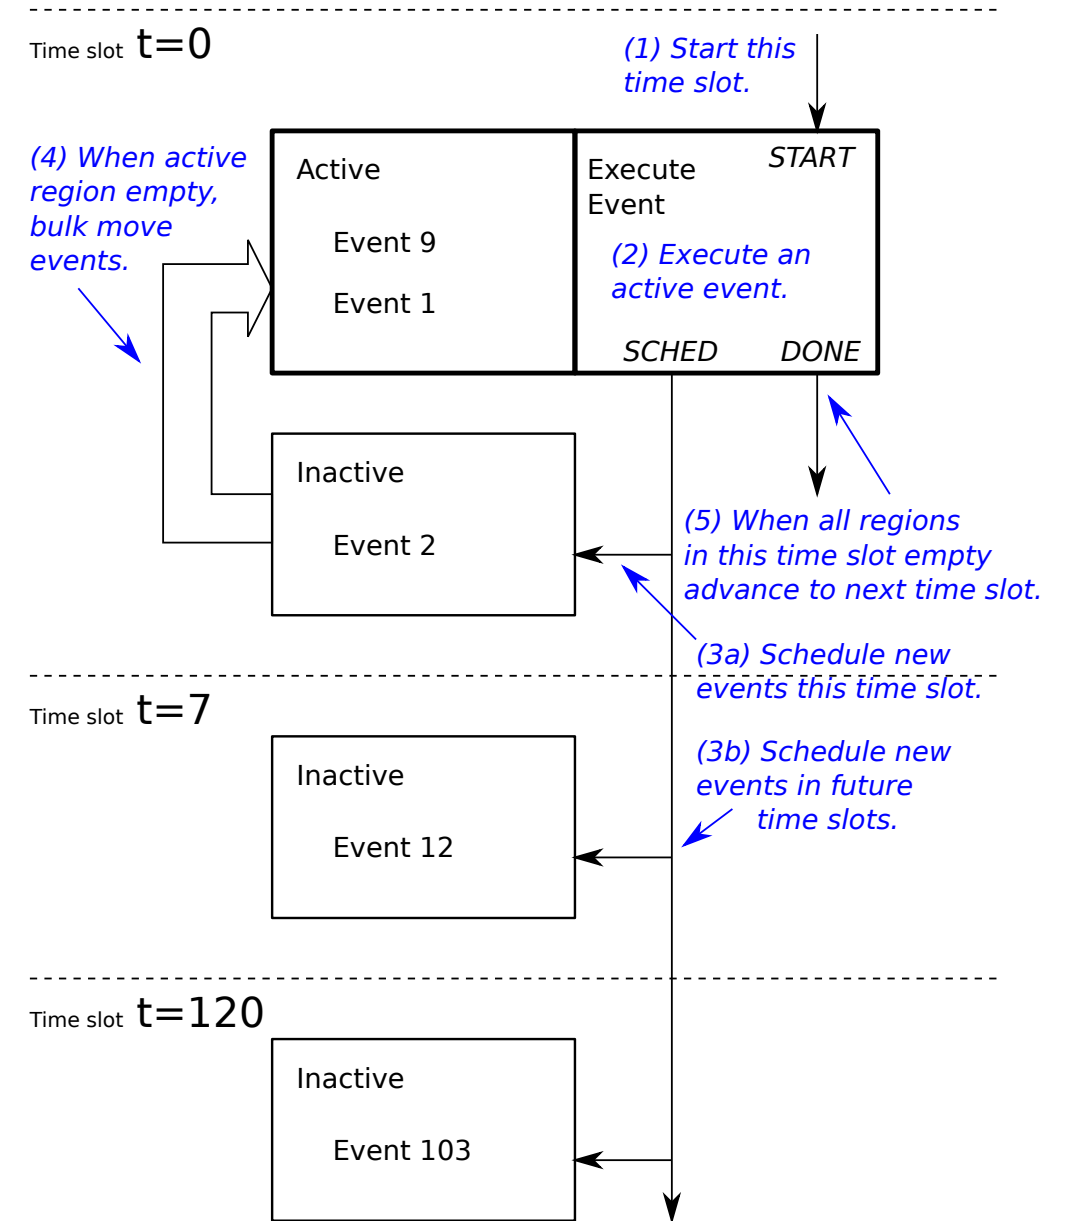 Time slot t=0
(1) Start this
time slot.
(4) When active
region empty,
bulk move
events.
Active
Event 9
Event 1
START
Execute
Event
(2) Execute an
active event.
SCHED
DONE
Inactive
Event 2
(5) When all regions
in this time slot empty
advance to next time slot.
(3a) Schedule new
events this time slot.
Time slot t=7
Inactive
Event 12
(3b) Schedule new
events in future
time slots.
Time slot t=120
Inactive
Event 103